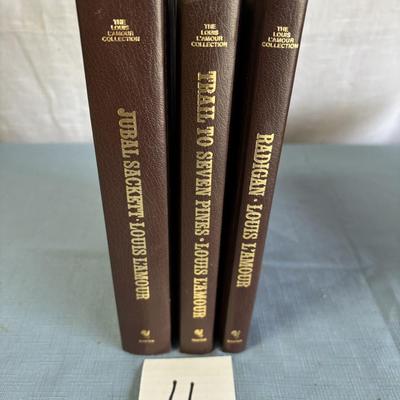 THE
LOUIS
L'AMOUR
COLLECTION
JUBAL SACKETT • LOUIS L'AMOUR
THE
LOUIS
L'AMOUR
COLLECTION
TRAIL TO SEVEN PINES • LOUIS L'AMOUR
THE
LOUIS
L'AMOUR
COLLECTION
RADIGAN • LOUIS L'AMOUR
11